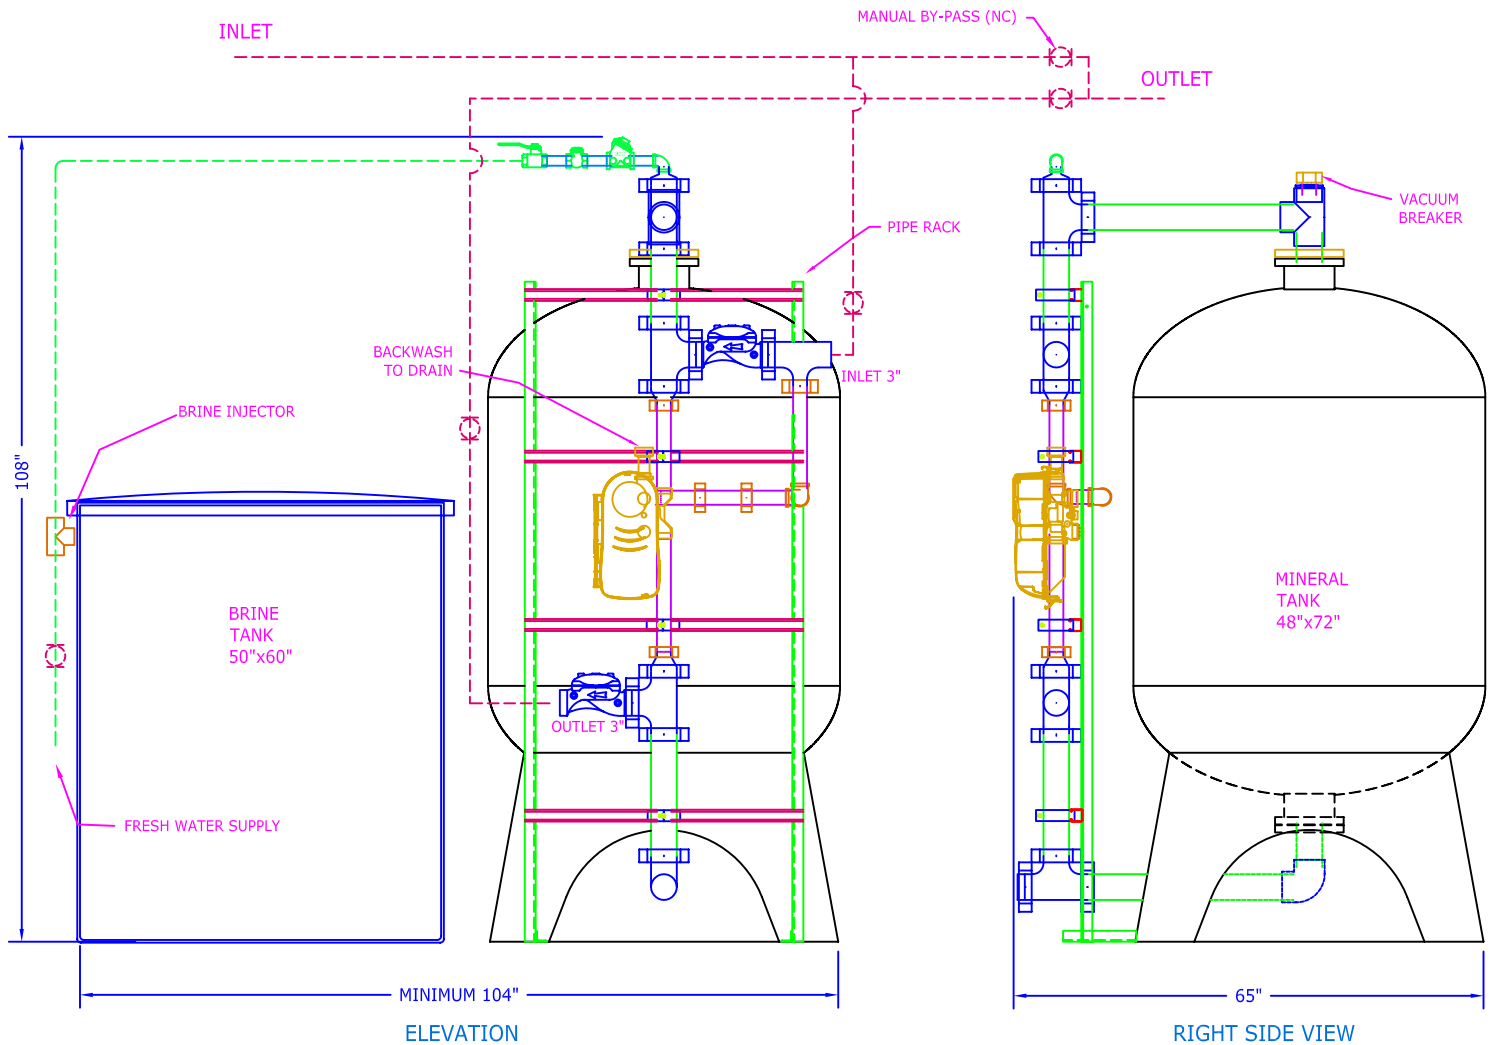 MANUAL BY-PASS (NC)
INLET
OUTLET
VACUUM
BREAKER
PIPE RACK
BACKWASH
TO DRAIN
INLET 3"
BRINE INJECTOR
108"
MINERAL
TANK
48"x72"
BRINE
TANK
50"x60"
OUTLET 3"
FRESH WATER SUPPLY
MINIMUM 104"
65"
ELEVATION
RIGHT SIDE VIEW